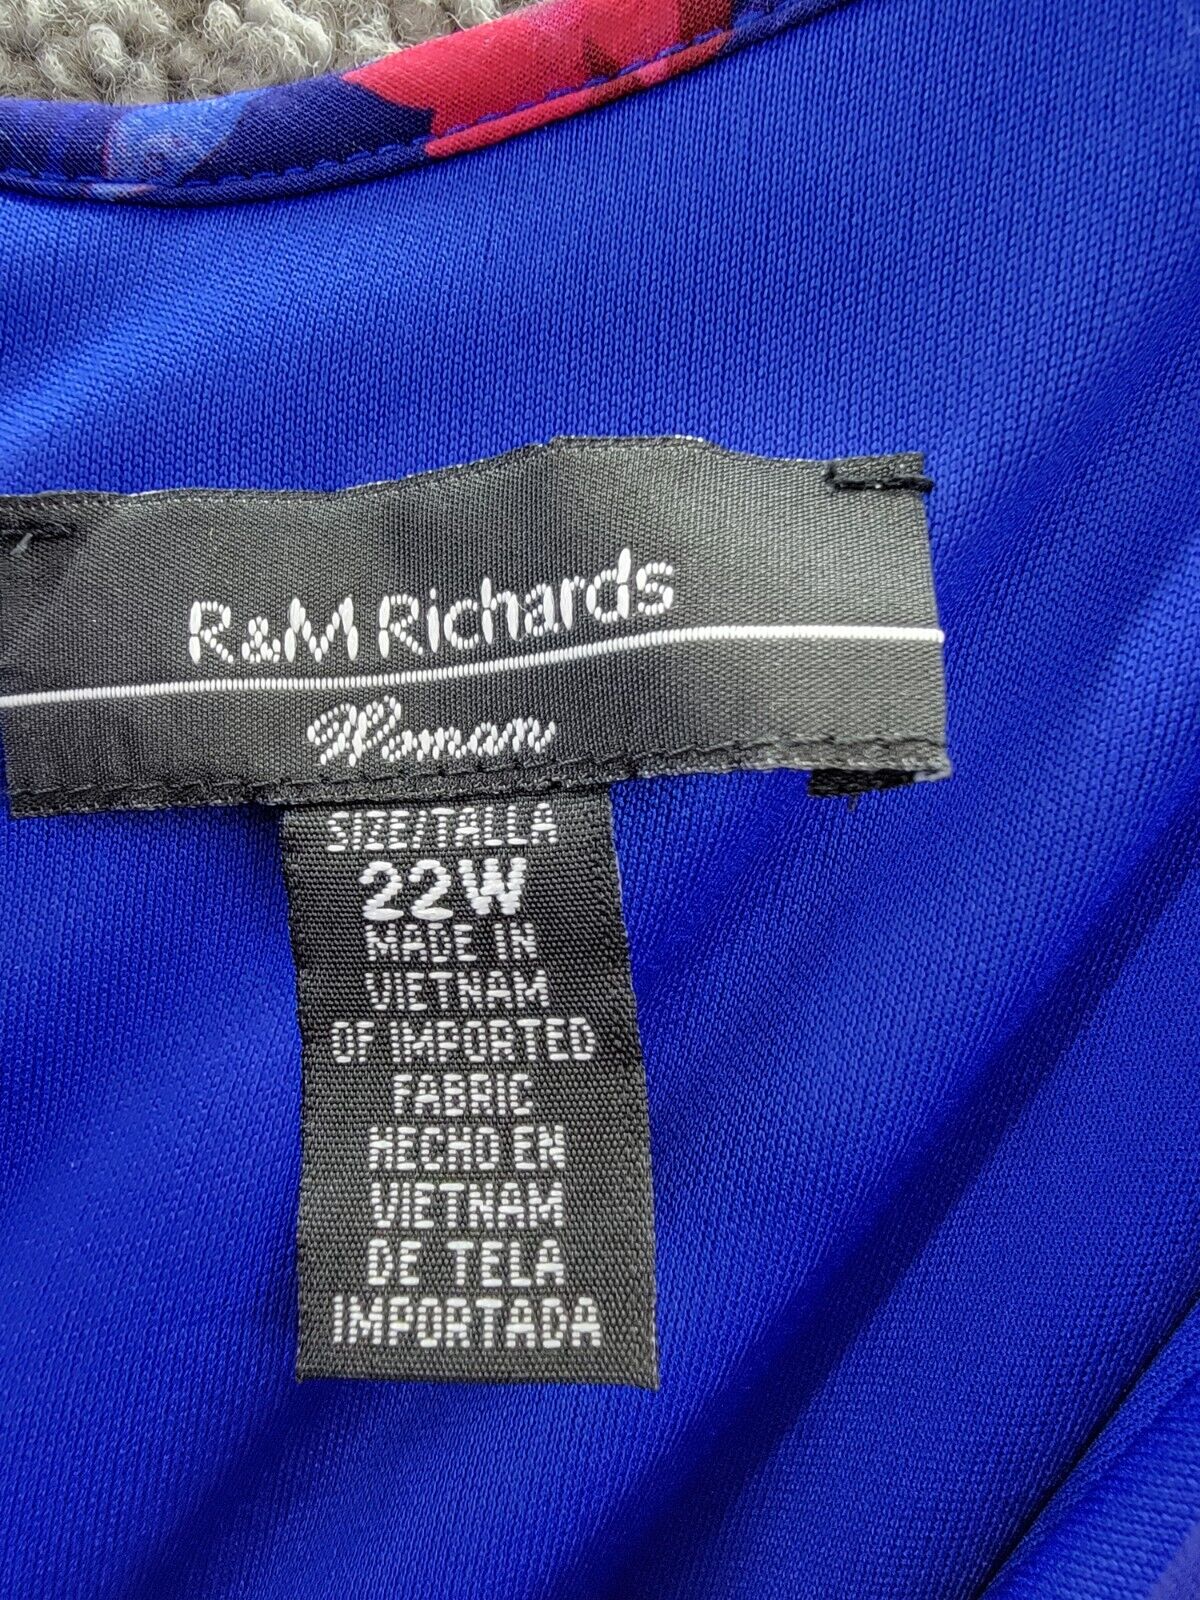 R&M Richards
Woman
SIZE/TALLA
22W
MADE IN
VIETNAM
OF IMPORTED
FABRIC
HECHO EN
VIETNAM
DE TELA
IMPORTADA